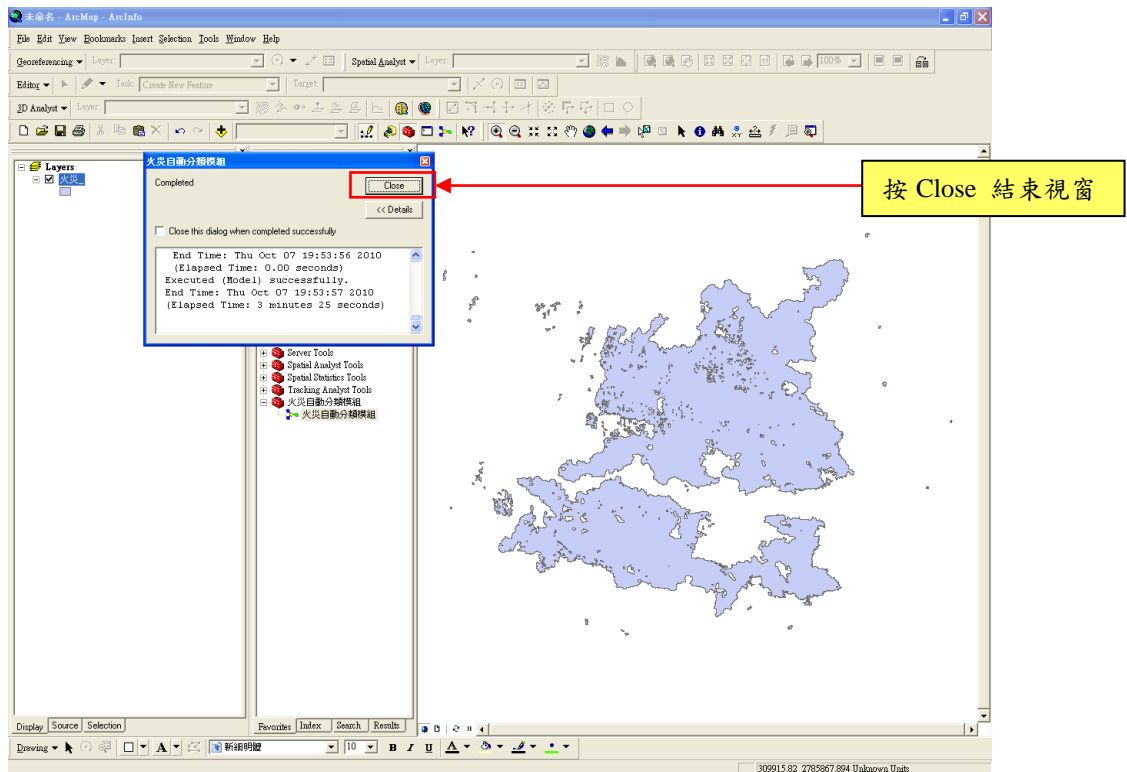 未命名 - ArcMap - ArcInfo
File Edit View Bookmarks Insert Selection Tools Window Help
Georeferencing Layer: Spatial Analyst Layer: 100%
Editor Task: Create New Feature Target:
3D Analyst Layer:
Layers
火災_
火災自動分類模組
Completed
Close
<< Details
Close this dialog when completed successfully
End Time: Thu Oct 07 19:53:56 2010
(Elapsed Time: 0.00 seconds)
Executed (Model) successfully.
End Time: Thu Oct 07 19:53:57 2010
(Elapsed Time: 3 minutes 25 seconds)
按 Close 結束視窗
Server Tools
Spatial Analyst Tools
Spatial Statistics Tools
Tracking Analyst Tools
火災自動分類模組
火災自動分類模組
Display Source Selection
Favorites Index Search Results
Drawing A 新細明體 10 B I U A
309915.82 2785867.894 Unknown Units